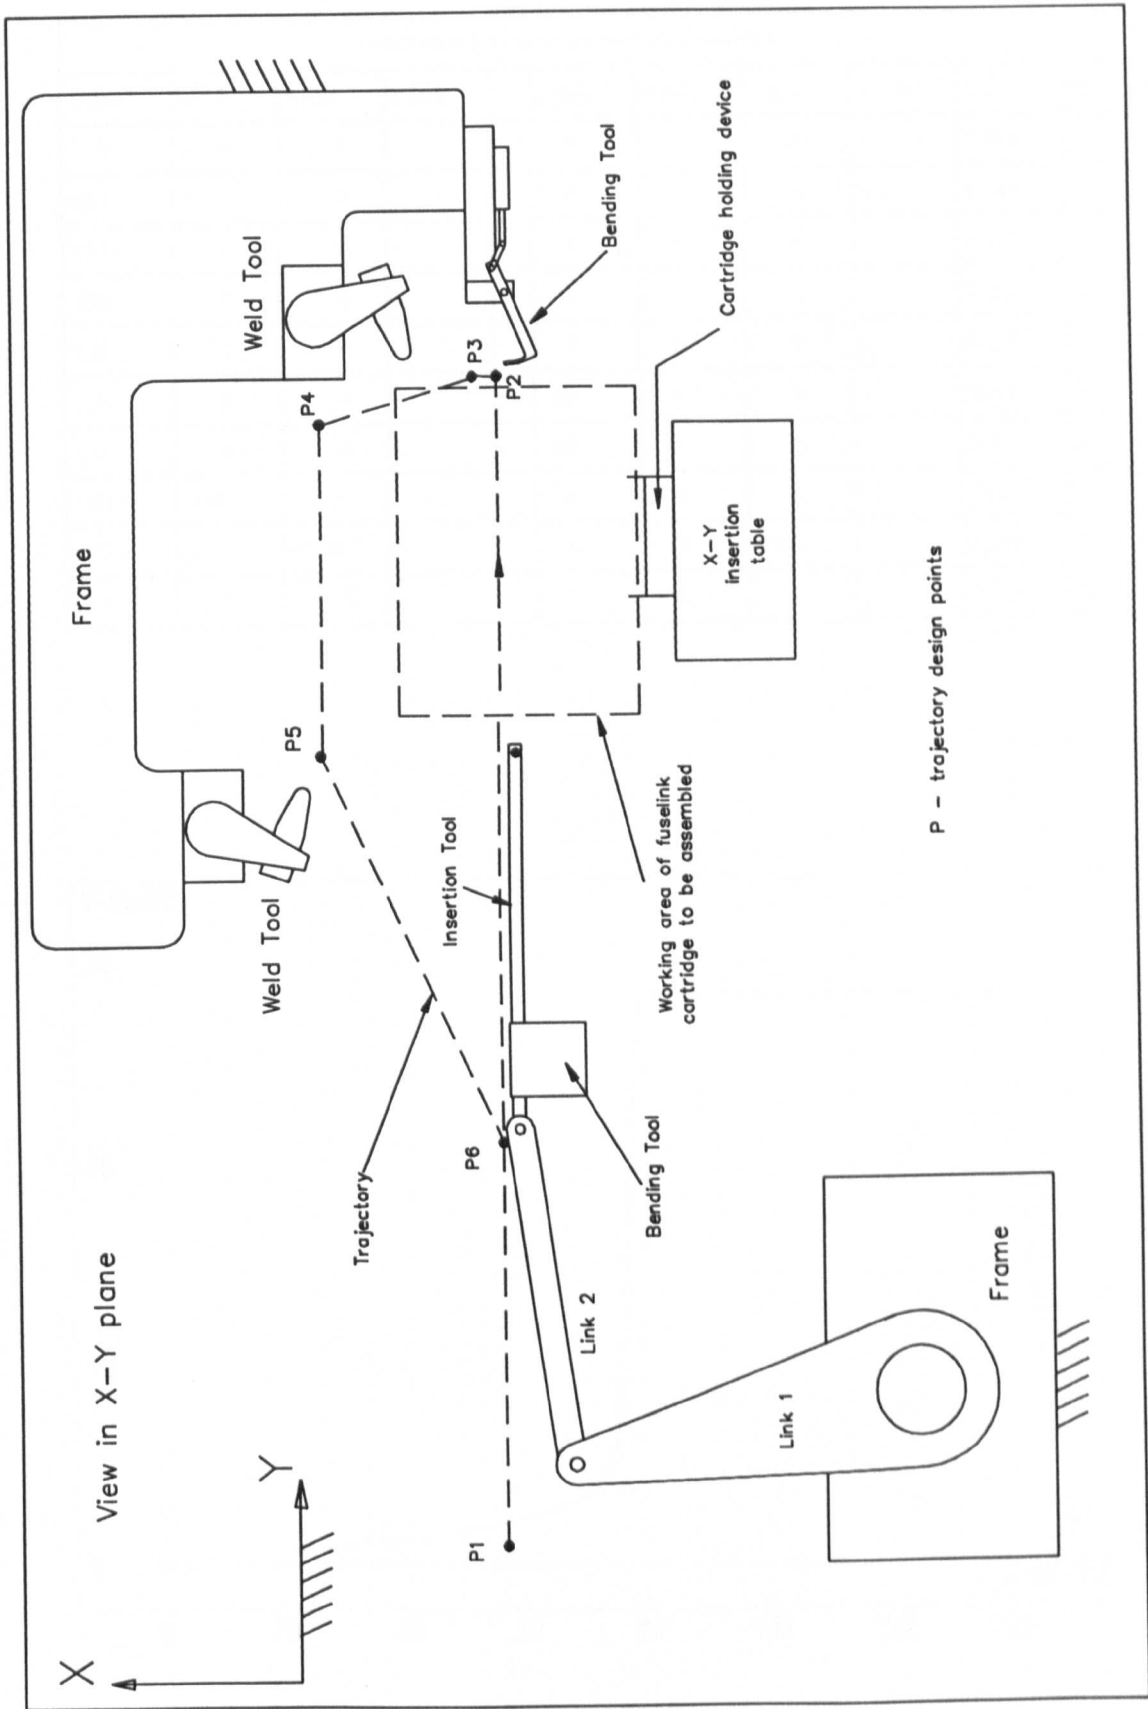 View in X-Y plane
X
Y
Frame
Weld Tool
Weld Tool
P5
P4
P3
P2
Bending Tool
Cartridge holding device
X-Y
insertion
table
Trajectory
Insertion Tool
Working area of fuselink
cartridge to be assembled
P6
P1
Bending Tool
Link 2
Link 1
Frame
P - trajectory design points